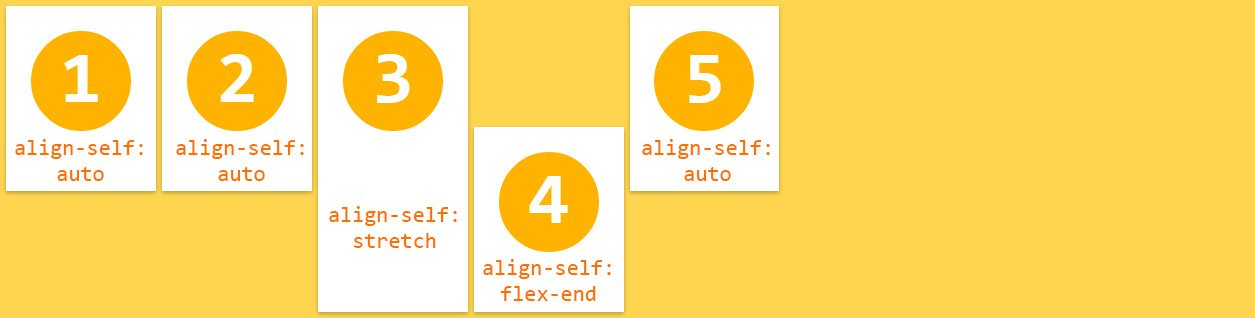 1
align-self:
auto
2
align-self:
auto
3
align-self:
stretch
4
align-self:
flex-end
5
align-self:
auto